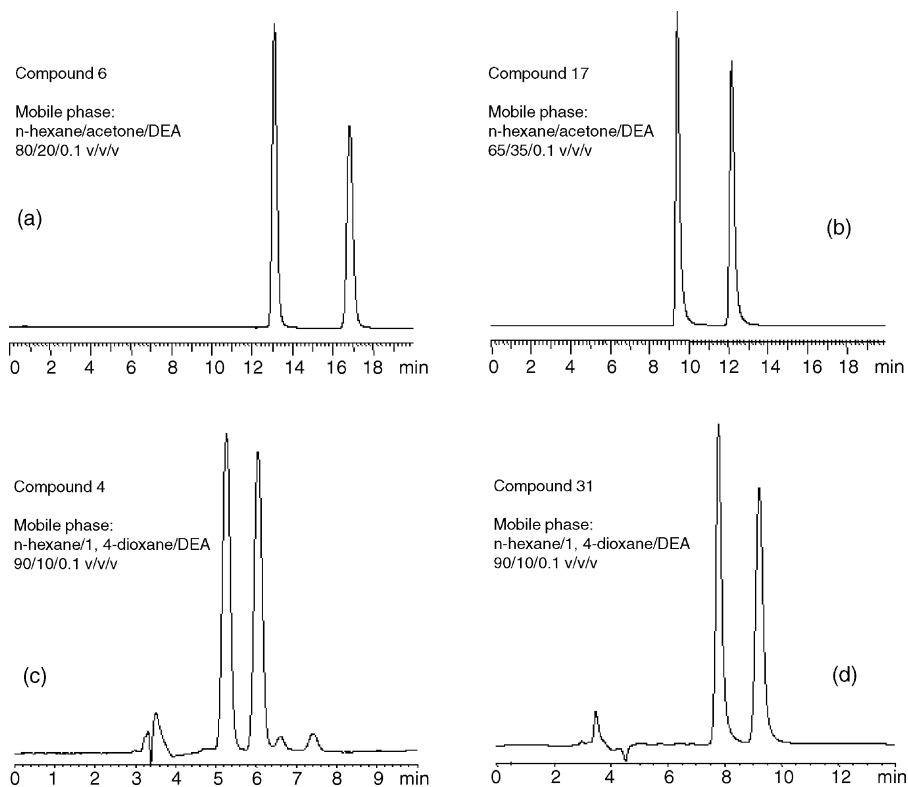 Compound 6
Mobile phase:
n-hexane/acetone/DEA
80/20/0.1 v/v/v
(a)
0 2 4 6 8 10 12 14 16 18 min
Compound 17
Mobile phase:
n-hexane/acetone/DEA
65/35/0.1 v/v/v
(b)
0 2 4 6 8 10 12 14 16 18 min
Compound 4
Mobile phase:
n-hexane/1, 4-dioxane/DEA
90/10/0.1 v/v/v
(c)
0 1 2 3 4 5 6 7 8 9 min
Compound 31
Mobile phase:
n-hexane/1, 4-dioxane/DEA
90/10/0.1 v/v/v
(d)
0 2 4 6 8 10 12 min